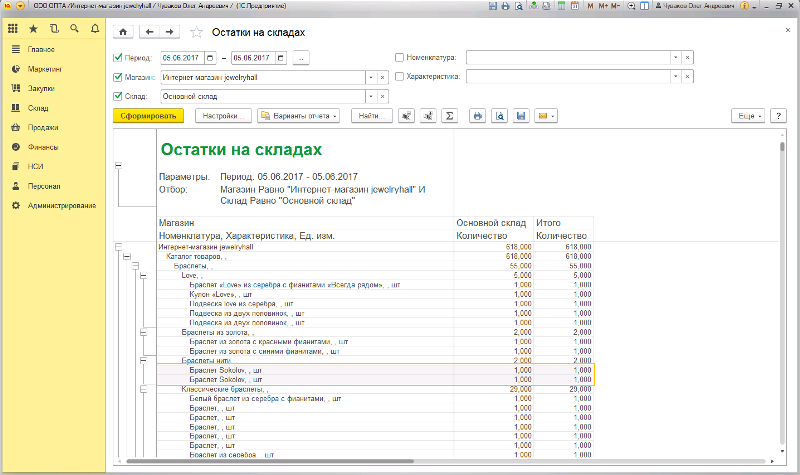 ООО ОПТА /Интернет-магазин jewelryhall / Чуваков Олег Андреевич / (1С:Предприятие)
M M+ M-
Чуваков Олег Андреевич
Остатки на складах
Главное
Маркетинг
Закупки
Склад
Продажи
Финансы
НСИ
Персонал
Администрирование
Период: 05.06.2017 – 05.06.2017 ...
Номенклатура:
Магазин: Интернет-магазин jewelryhall
Характеристика:
Склад: Основной склад
Сформировать Настройки... Варианты отчета Найти... Σ Еще ?
Остатки на складах
Параметры: Период: 05.06.2017 - 05.06.2017
Отбор: Магазин Равно "Интернет-магазин jewelryhall" И
Склад Равно "Основной склад"
Магазин Основной склад Итого
Номенклатура, Характеристика, Ед. изм. Количество Количество
Интернет-магазин jewelryhall 618,000 618,000
Каталог товаров, , 618,000 618,000
Браслеты, , 55,000 55,000
Love, , 5,000 5,000
Браслет «Love» из серебра с фианитами «Всегда рядом», , шт 1,000 1,000
Кулон «Love», , шт 1,000 1,000
Подвеска love из серебра, , шт 1,000 1,000
Подвеска из двух половинок, , шт 1,000 1,000
Подвеска из двух половинок, , шт 1,000 1,000
Браслеты из золота, , 2,000 2,000
Браслет из золота с красными фианитами, , шт 1,000 1,000
Браслет из золота с синими фианитами, , шт 1,000 1,000
Браслеты нити, , 2,000 2,000
Браслет Sokolov, , шт 1,000 1,000
Браслет Sokolov, , шт 1,000 1,000
Классические браслеты, , 29,000 29,000
Белый браслет из серебра с фианитами, , шт 1,000 1,000
Браслет, , шт 1,000 1,000
Браслет, , шт 1,000 1,000
Браслет, , шт 1,000 1,000
Браслет, , шт 1,000 1,000
Браслет, , шт 1,000 1,000
Браслет из серебра, , шт 1,000 1,000